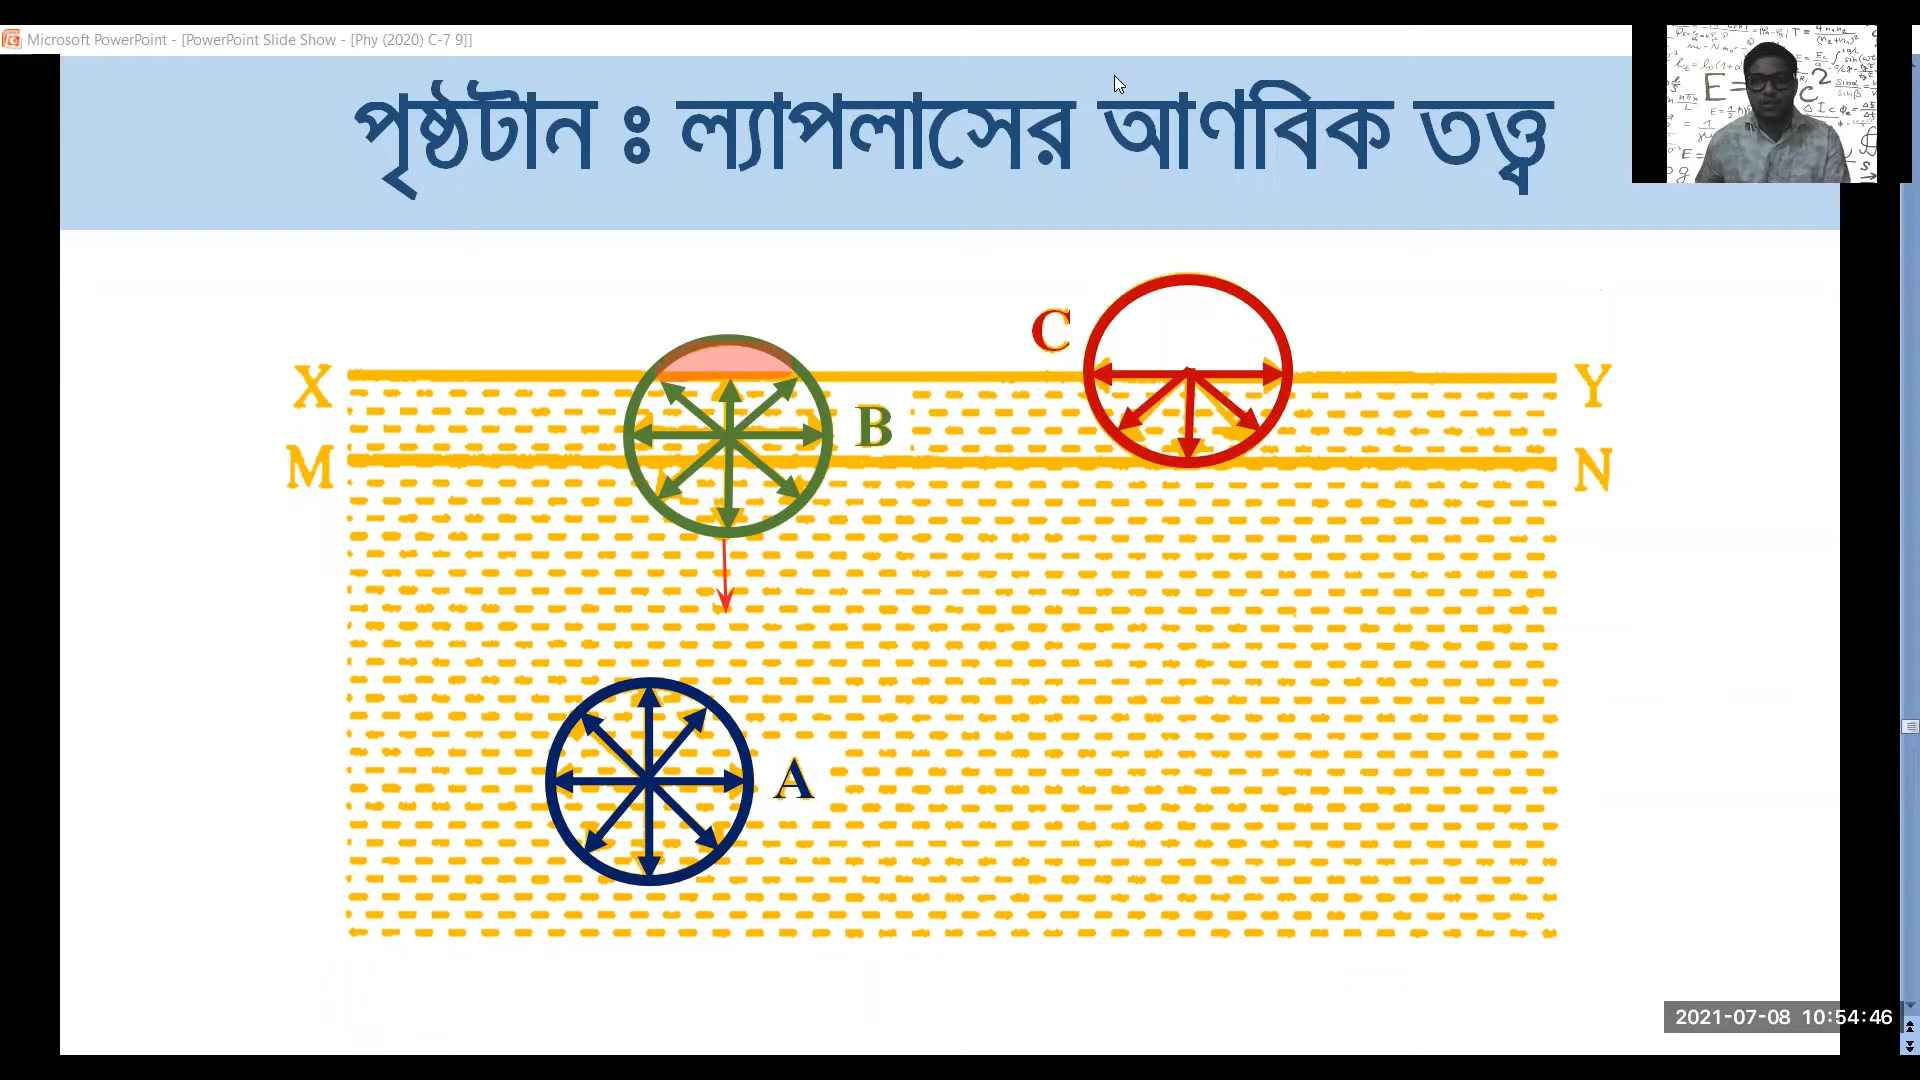 Microsoft PowerPoint - [PowerPoint Slide Show - [Phy (2020) C-7 9]]
পৃষ্ঠটান ঃ ল্যাপলাসের আণবিক তত্ত্ব
C
X
Y
B
M
N
A
2021-07-08 10:54:46